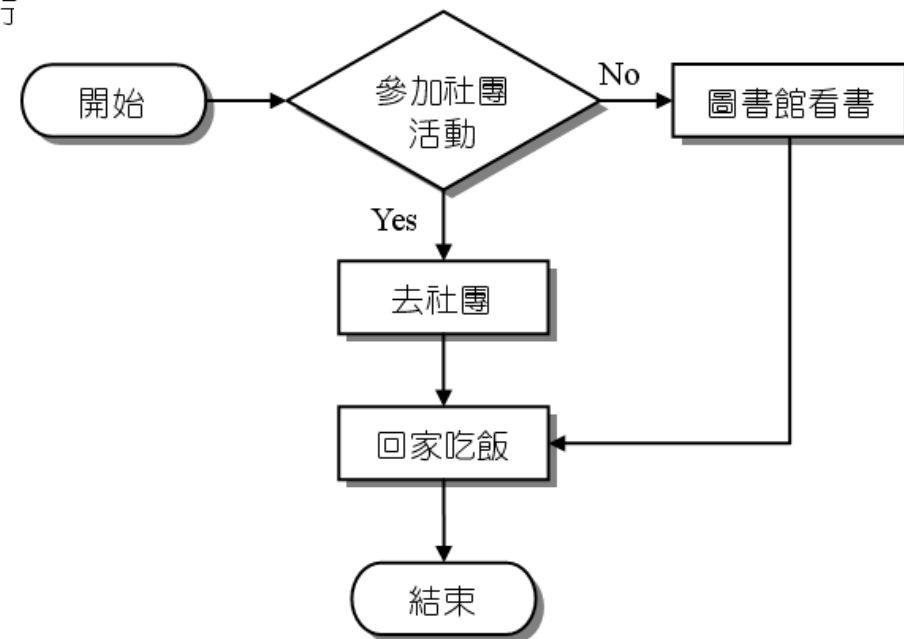 開始
參加社團
活動
No
圖書館看書
Yes
去社團
回家吃飯
結束